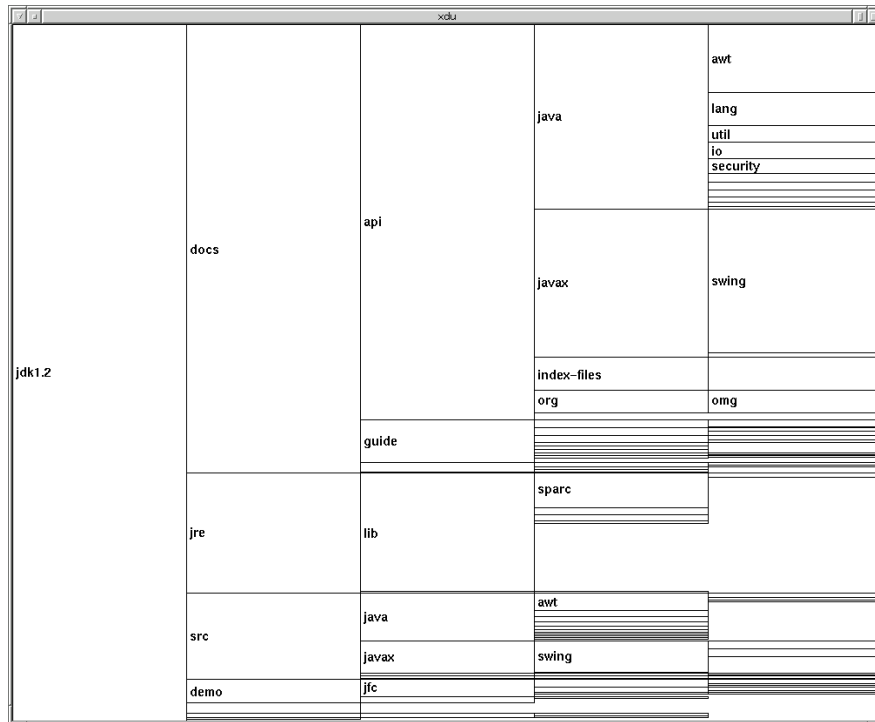 xdu
jdk1.2
docs
api
java
awt
lang
util
io
security
javax
swing
index-files
org
omg
guide
jre
lib
sparc
src
java
awt
javax
swing
demo
jfc